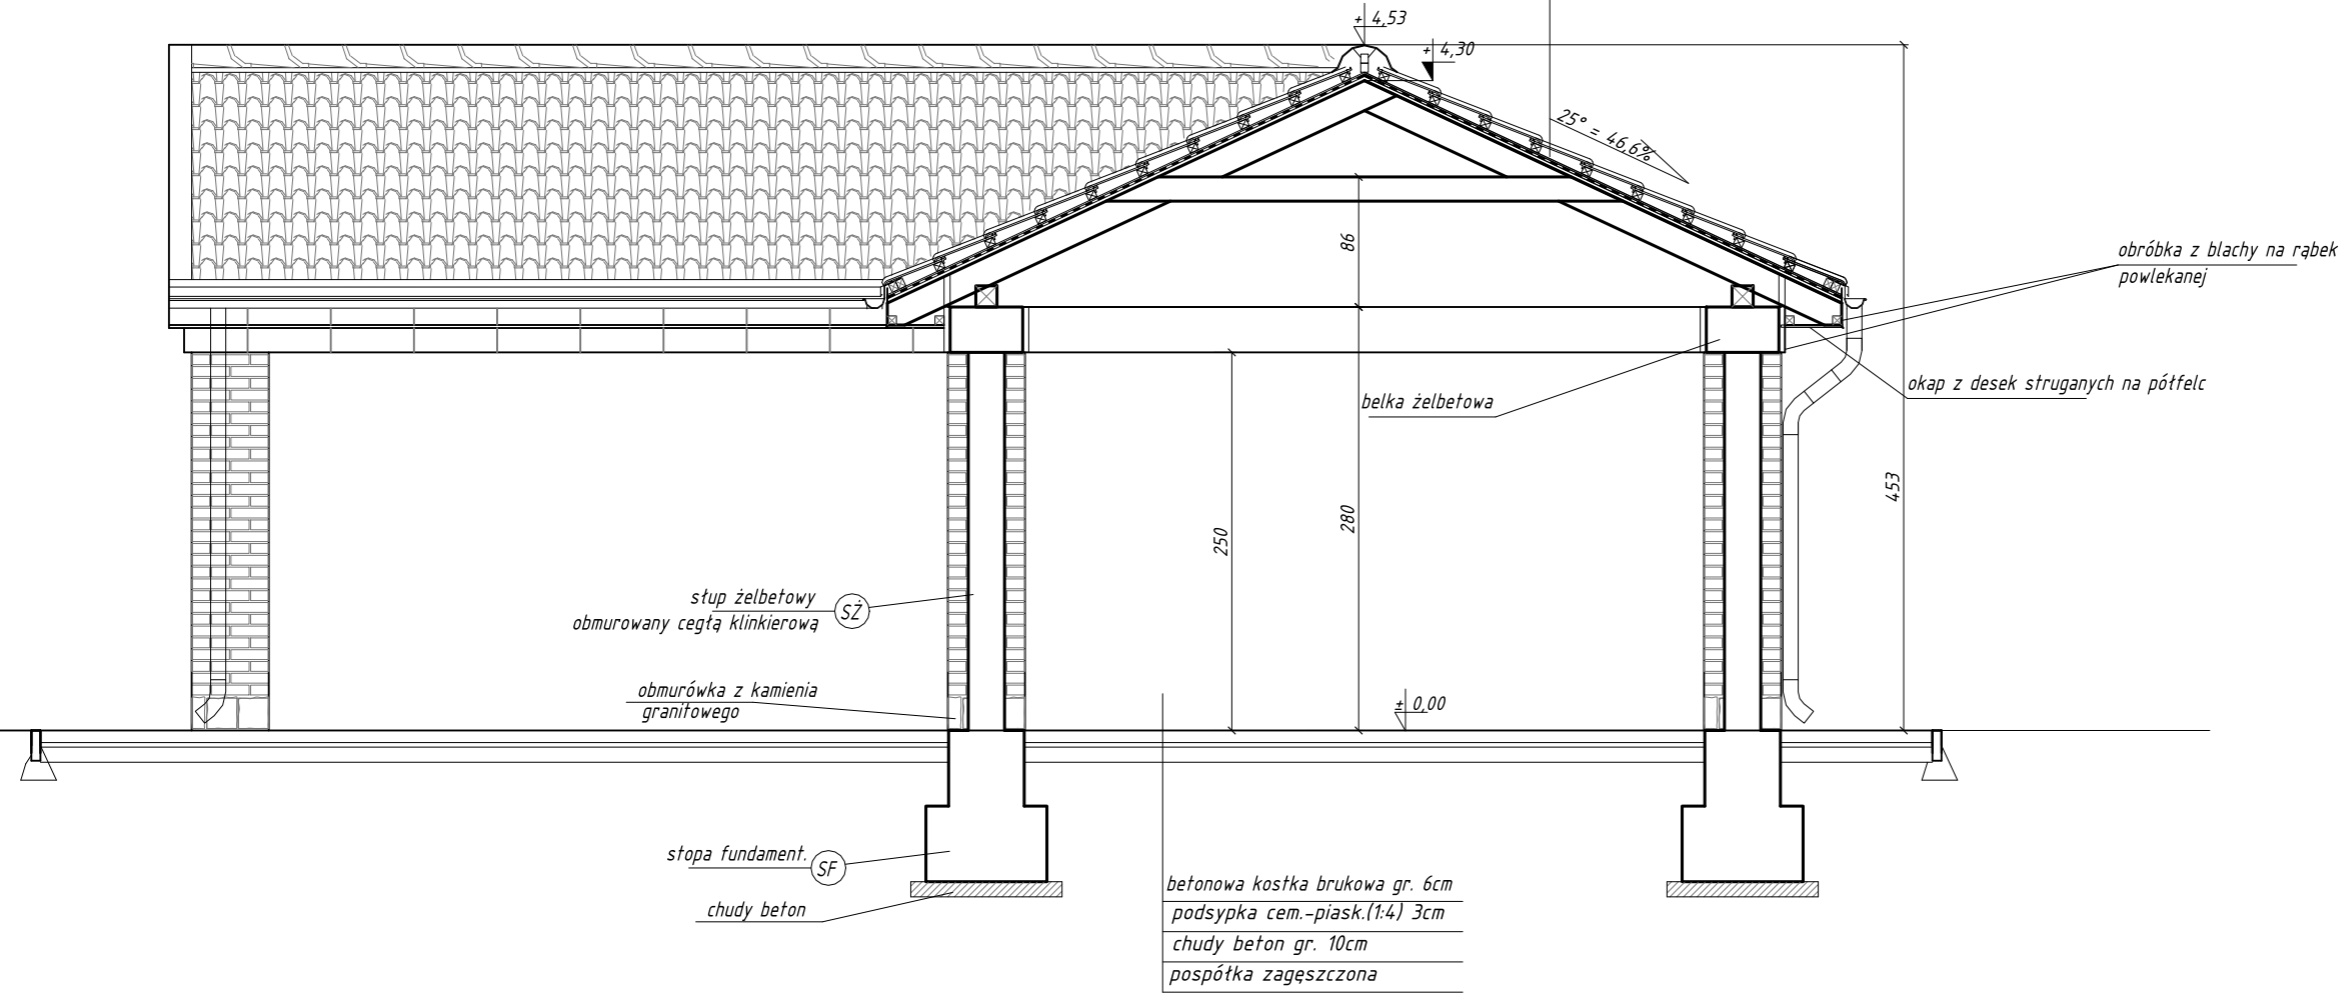 + 4,53
+ 4,30
25° = 46,6%
86
obróbka z blachy na rąbek
powlekanej
belka żelbetowa
okap z desek struganych na półfelc
453
280
250
słup żelbetowy
SŻ
obmurowany cegłą klinkierową
obmurówka z kamienia
granitowego
± 0,00
stopa fundament.
SF
chudy beton
betonowa kostka brukowa gr. 6cm
podsypka cem.-piask.(1:4) 3cm
chudy beton gr. 10cm
pospółka zagęszczona